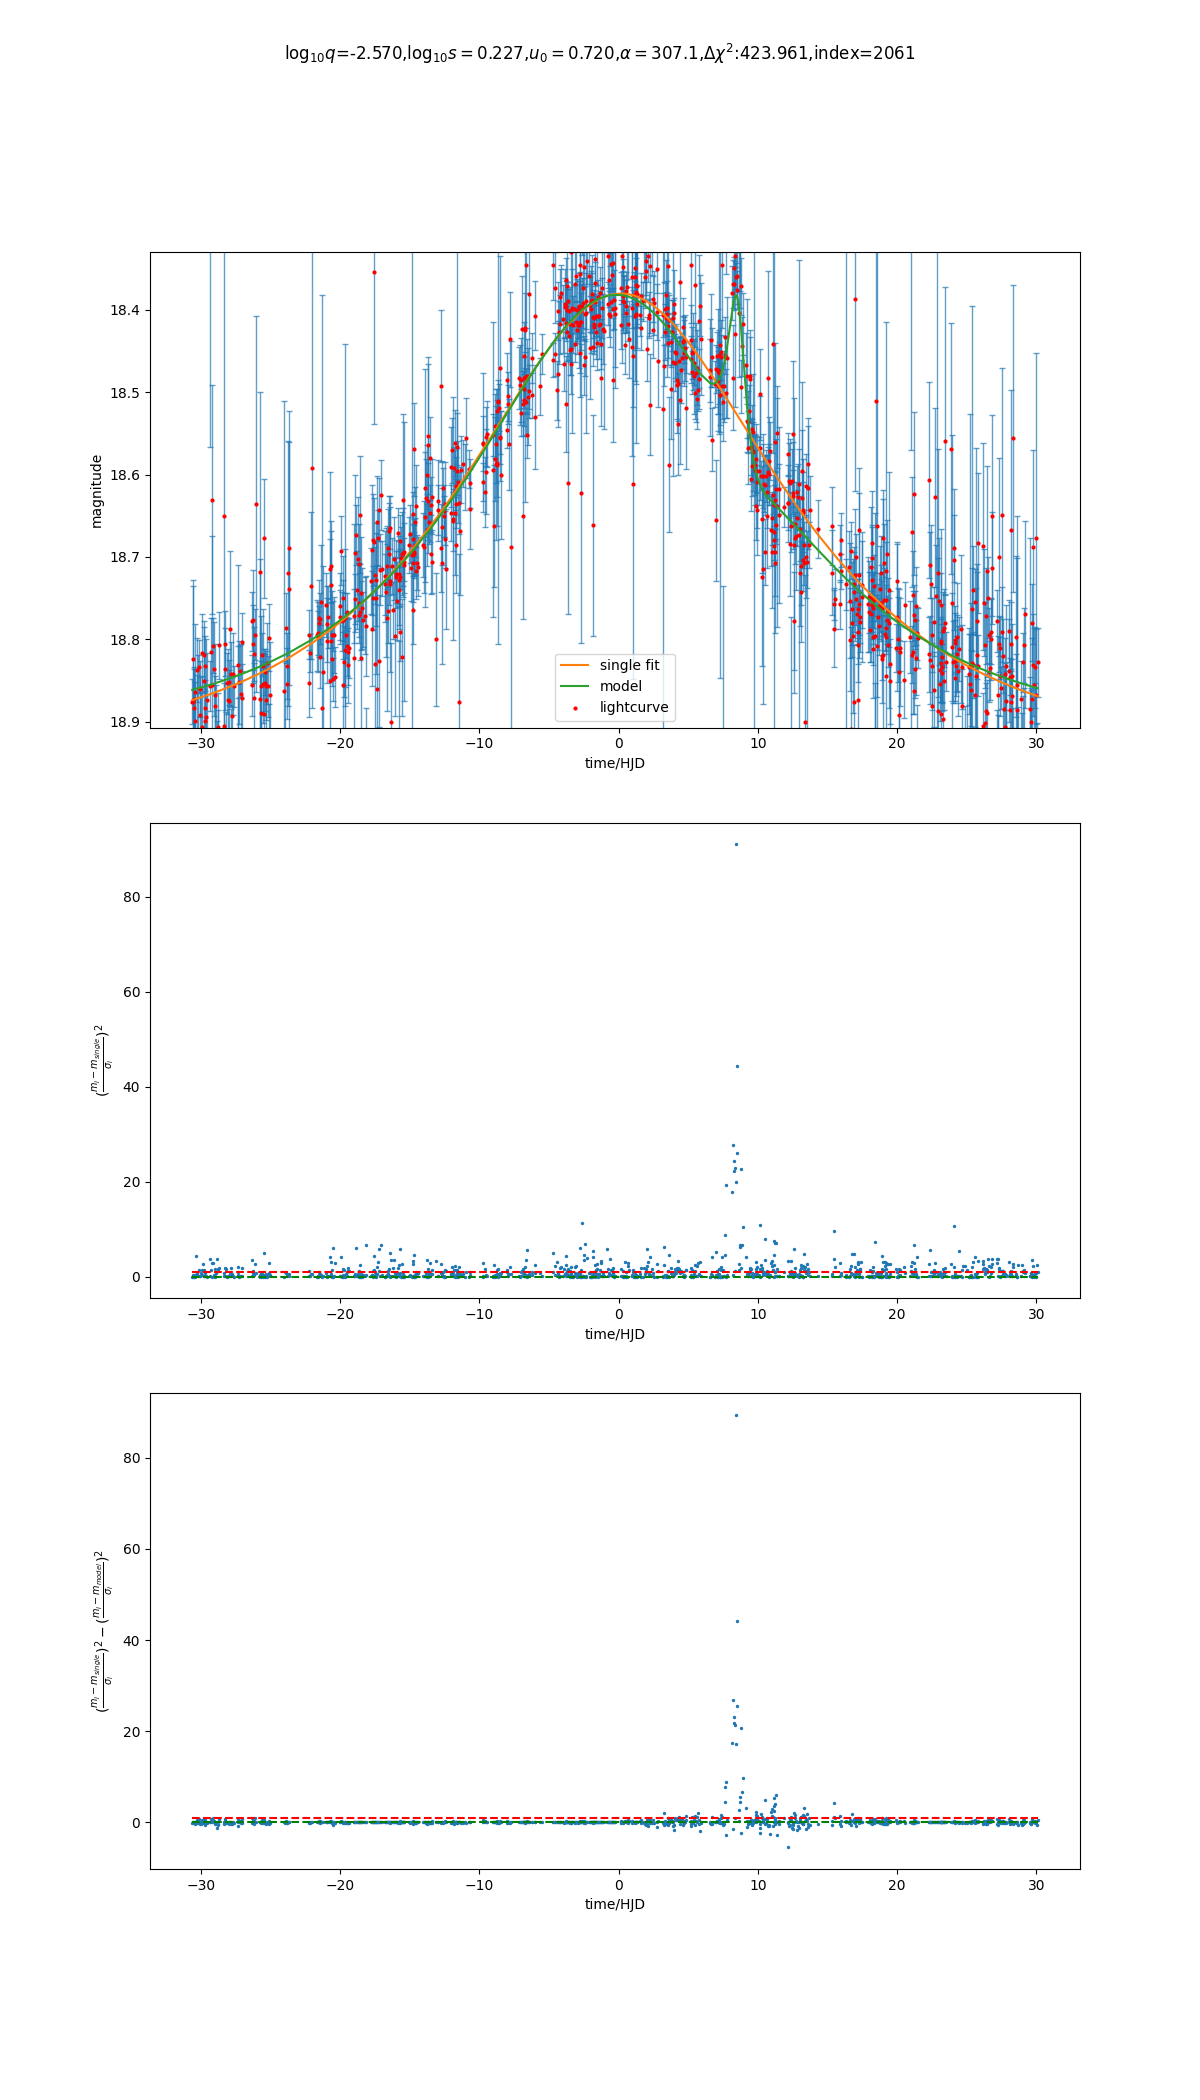 log₁₀q=-2.570,log₁₀s = 0.227,u₀ = 0.720,α = 307.1,Δχ²:423.961,index=2061
18.4
18.5
18.6
18.7
18.8
18.9
magnitude
single fit
model
lightcurve
−30 −20 −10 0 10 20 30
time/HJD
80
60
40
20
0
((mᵢ − m_single)/σᵢ)²
−30 −20 −10 0 10 20 30
time/HJD
80
60
40
20
0
((mᵢ − m_single)/σᵢ)² − ((mᵢ − m_model)/σᵢ)²
−30 −20 −10 0 10 20 30
time/HJD